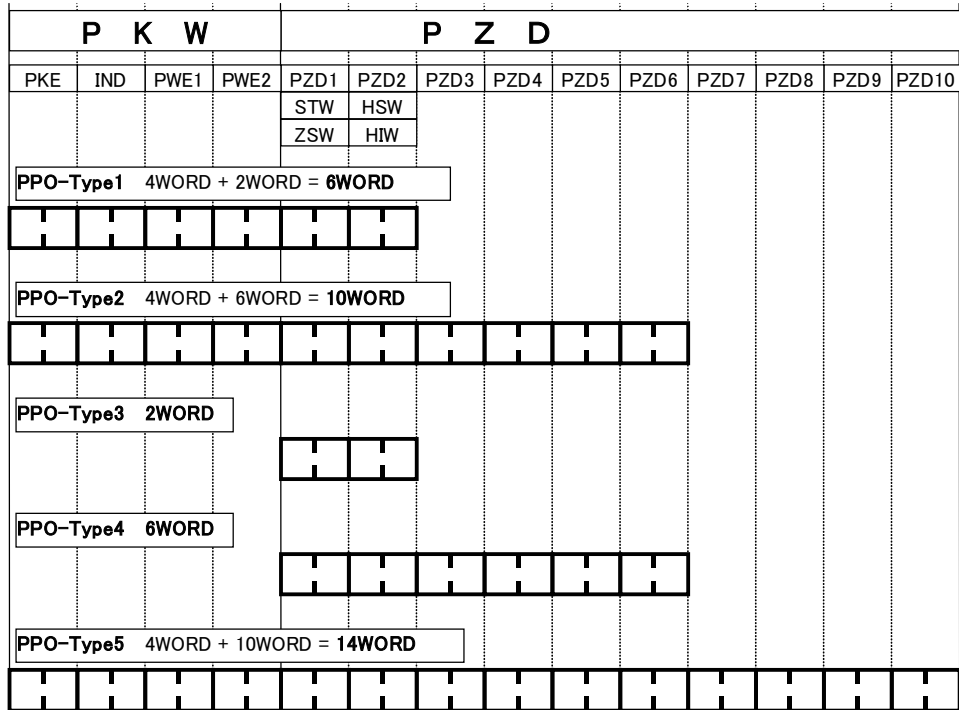 P K W P Z D
PKE IND PWE1 PWE2 PZD1 PZD2 PZD3 PZD4 PZD5 PZD6 PZD7 PZD8 PZD9 PZD10
STW HSW
ZSW HIW
PPO-Type1 4WORD + 2WORD = 6WORD
PPO-Type2 4WORD + 6WORD = 10WORD
PPO-Type3 2WORD
PPO-Type4 6WORD
PPO-Type5 4WORD + 10WORD = 14WORD